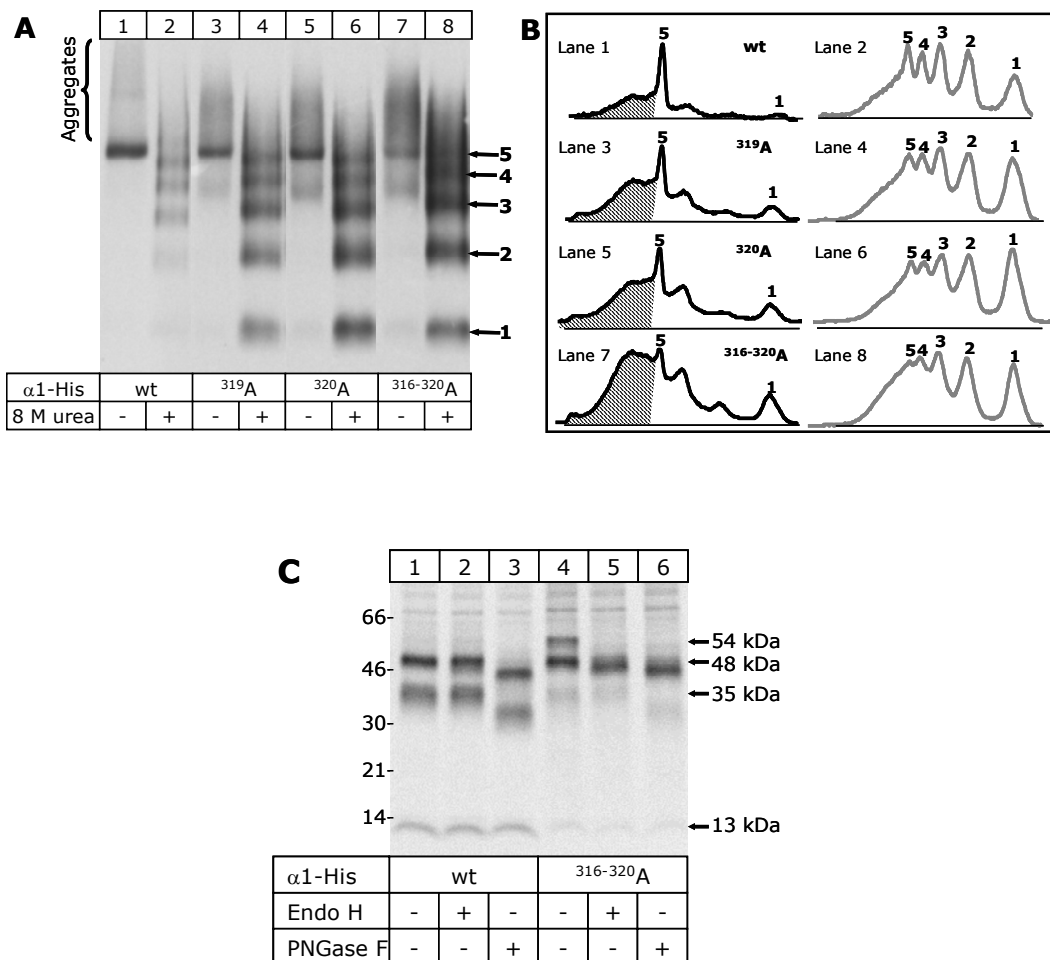 A
1 2 3 4 5 6 7 8
Aggregates
5
4
3
2
1
α1-His wt ³¹⁹A ³²⁰A ³¹⁶⁻³²⁰A
8 M urea - + - + - + - +
B
Lane 1 5 wt 1
Lane 2 5 4 3 2 1
Lane 3 5 ³¹⁹A 1
Lane 4 5 4 3 2 1
Lane 5 5 ³²⁰A 1
Lane 6 5 4 3 2 1
Lane 7 5 ³¹⁶⁻³²⁰A 1
Lane 8 5 4 3 2 1
C
1 2 3 4 5 6
66-
54 kDa
48 kDa
46-
35 kDa
30-
21-
14-
13 kDa
α1-His wt ³¹⁶⁻³²⁰A
Endo H - + - - + -
PNGase F - - + - - +